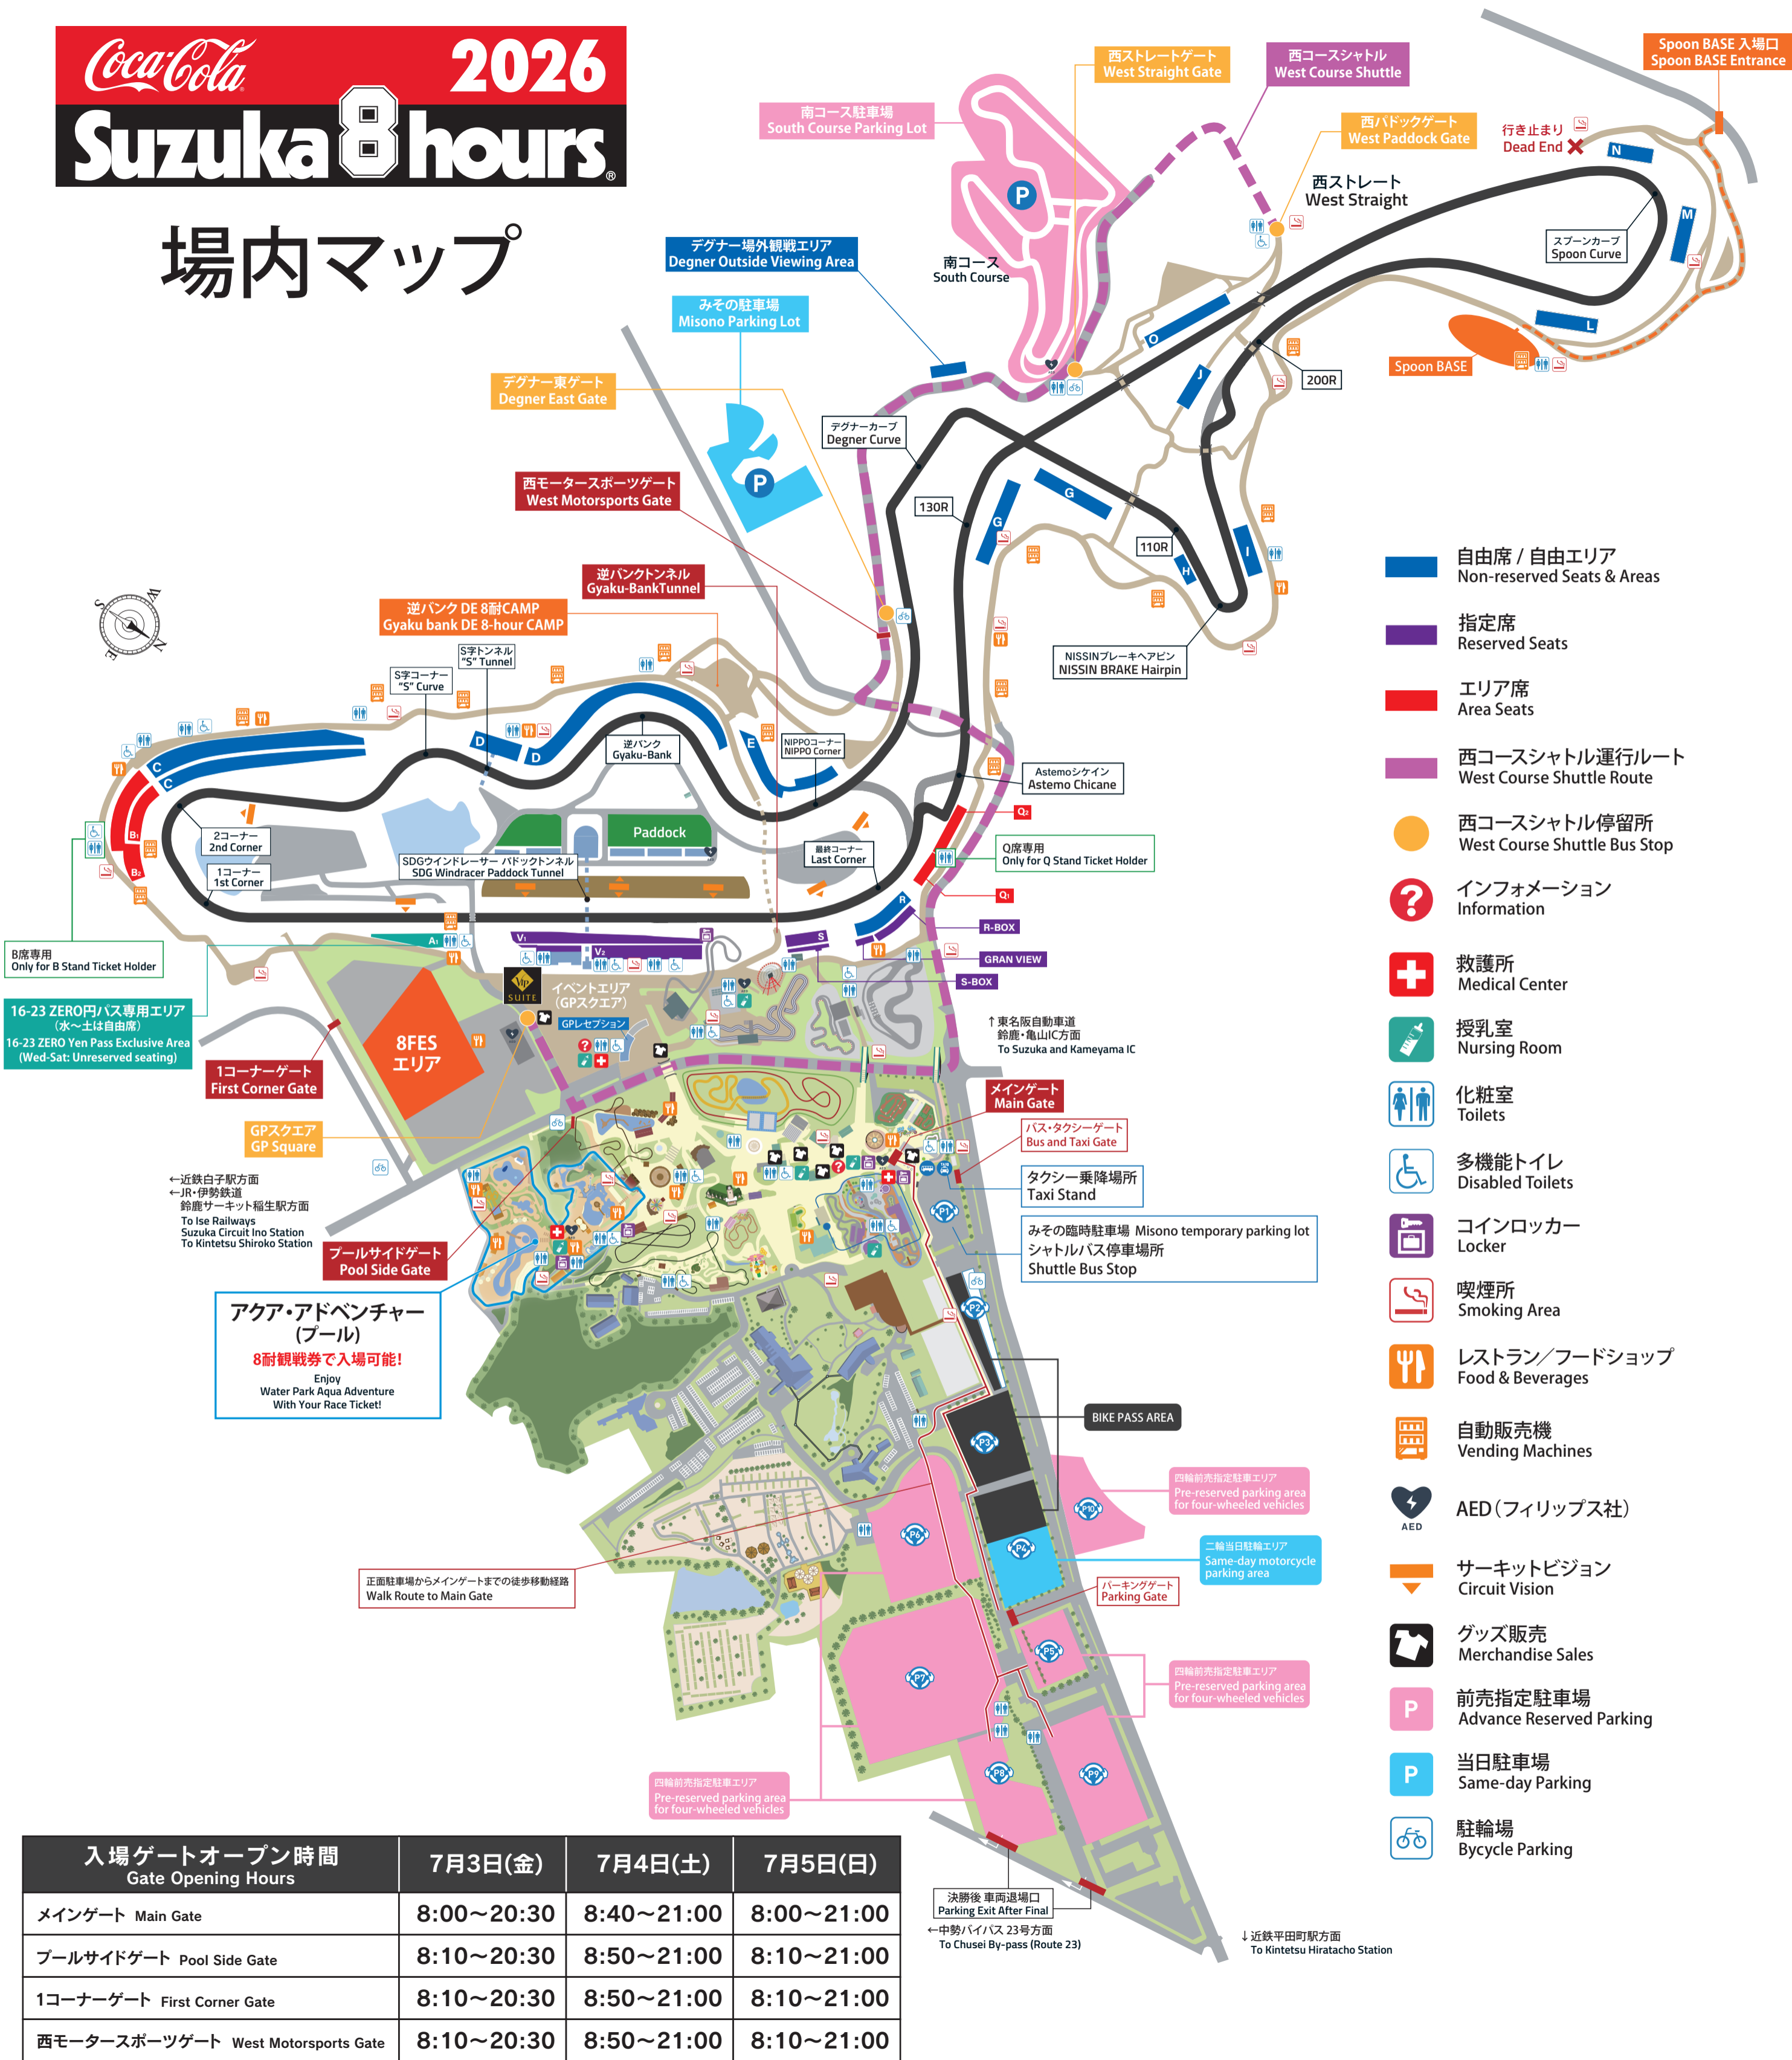 Coca-Cola 2026
Suzuka 8 hours®
場内マップ
西ストレートゲート
West Straight Gate
西コースシャトル
West Course Shuttle
Spoon BASE 入場口
Spoon BASE Entrance
南コース駐車場
South Course Parking Lot
西パドックゲート
West Paddock Gate
行き止まり
Dead End
N
P
西ストレート
West Straight
M
デグナー場外観戦エリア
Degner Outside Viewing Area
南コース
South Course
スプーンカーブ
Spoon Curve
みその駐車場
Misono Parking Lot
O
L
Spoon BASE
J
200R
デグナー東ゲート
Degner East Gate
デグナーカーブ
Degner Curve
P
西モータースポーツゲート
West Motorsports Gate
130R
G
G
110R
I
H
逆バンクトンネル
Gyaku-BankTunnel
逆バンク DE 8耐CAMP
Gyaku bank DE 8-hour CAMP
W
S
N
E
S字トンネル
"S" Tunnel
S字コーナー
"S" Curve
NISSINブレーキヘアピン
NISSIN BRAKE Hairpin
D
D
逆バンク
Gyaku-Bank
E
NIPPOコーナー
NIPPO Corner
C
C
Astemoシケイン
Astemo Chicane
Q2
B1
B2
2コーナー
2nd Corner
1コーナー
1st Corner
Paddock
SDGウインドレーサー パドックトンネル
SDG Windracer Paddock Tunnel
最終コーナー
Last Corner
Q席専用
Only for Q Stand Ticket Holder
Q1
R
R-BOX
GRAN VIEW
S-BOX
S
B席専用
Only for B Stand Ticket Holder
A1
V1
V2
VIP
SUITE
イベントエリア
(GPスクエア)
GPレセプション
16-23 ZERO円パス専用エリア
(水〜土は自由席)
16-23 ZERO Yen Pass Exclusive Area
(Wed-Sat: Unreserved seating)
8FES
エリア
↑東名阪自動車道
鈴鹿・亀山IC方面
To Suzuka and Kameyama IC
1コーナーゲート
First Corner Gate
メインゲート
Main Gate
バス・タクシーゲート
Bus and Taxi Gate
GPスクエア
GP Square
←近鉄白子駅方面
←JR・伊勢鉄道
鈴鹿サーキット稲生駅方面
To Ise Railways
Suzuka Circuit Ino Station
To Kintetsu Shiroko Station
タクシー乗降場所
Taxi Stand
P1
みその臨時駐車場 Misono temporary parking lot
シャトルバス停車場所
Shuttle Bus Stop
プールサイドゲート
Pool Side Gate
アクア・アドベンチャー
(プール)
8耐観戦券で入場可能!
Enjoy
Water Park Aqua Adventure
With Your Race Ticket!
P2
BIKE PASS AREA
P3
四輪前売指定駐車エリア
Pre-reserved parking area
for four-wheeled vehicles
P10
P6
P4
二輪当日駐輪エリア
Same-day motorcycle
parking area
正面駐車場からメインゲートまでの徒歩移動経路
Walk Route to Main Gate
パーキングゲート
Parking Gate
P5
P7
四輪前売指定駐車エリア
Pre-reserved parking area
for four-wheeled vehicles
P8
P9
四輪前売指定駐車エリア
Pre-reserved parking area
for four-wheeled vehicles
決勝後 車両退場口
Parking Exit After Final
←中勢バイパス 23号方面
To Chusei By-pass (Route 23)
↓近鉄平田町駅方面
To Kintetsu Hiratacho Station
自由席 / 自由エリア
Non-reserved Seats & Areas
指定席
Reserved Seats
エリア席
Area Seats
西コースシャトル運行ルート
West Course Shuttle Route
西コースシャトル停留所
West Course Shuttle Bus Stop
インフォメーション
Information
救護所
Medical Center
授乳室
Nursing Room
化粧室
Toilets
多機能トイレ
Disabled Toilets
コインロッカー
Locker
喫煙所
Smoking Area
レストラン／フードショップ
Food & Beverages
自動販売機
Vending Machines
AED
AED（フィリップス社）
サーキットビジョン
Circuit Vision
グッズ販売
Merchandise Sales
P
前売指定駐車場
Advance Reserved Parking
P
当日駐車場
Same-day Parking
駐輪場
Bycycle Parking
入場ゲートオープン時間
Gate Opening Hours
7月3日(金) 7月4日(土) 7月5日(日)
メインゲート Main Gate 8:00〜20:30 8:40〜21:00 8:00〜21:00
プールサイドゲート Pool Side Gate 8:10〜20:30 8:50〜21:00 8:10〜21:00
1コーナーゲート First Corner Gate 8:10〜20:30 8:50〜21:00 8:10〜21:00
西モータースポーツゲート West Motorsports Gate 8:10〜20:30 8:50〜21:00 8:10〜21:00